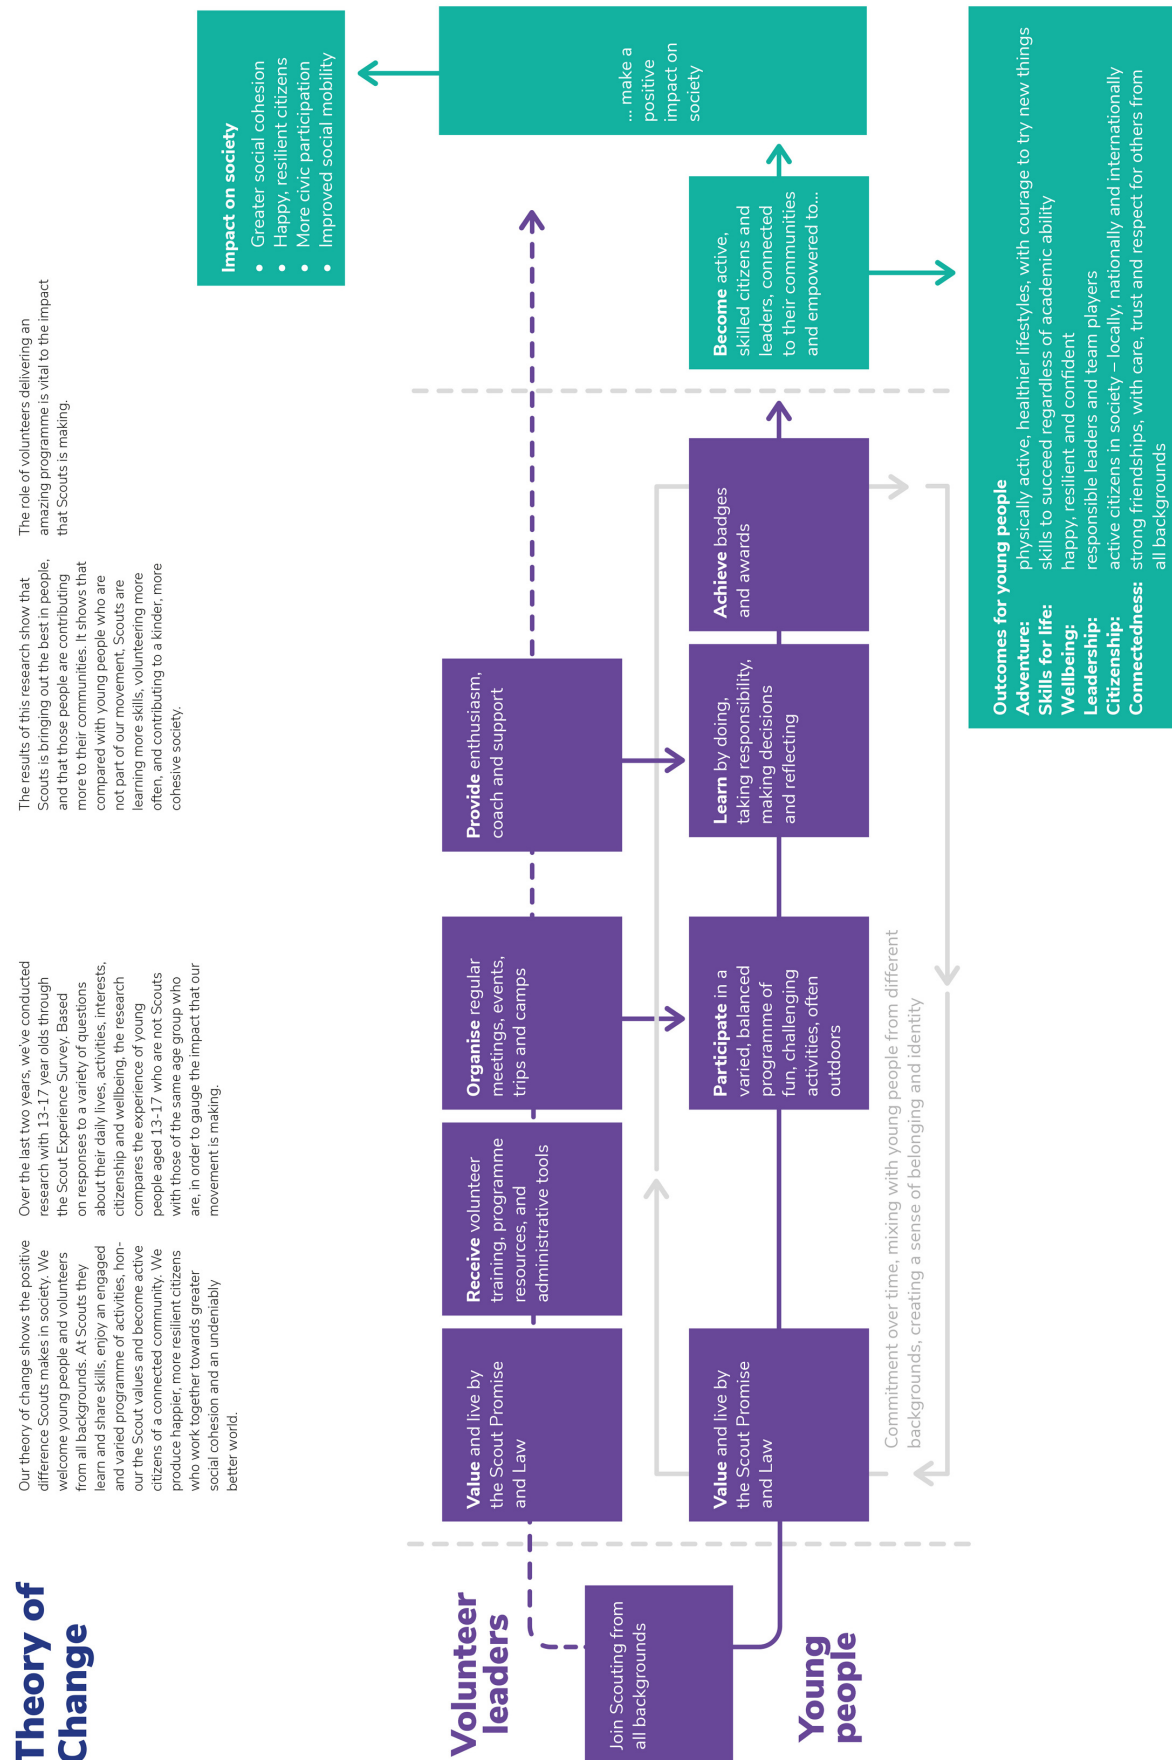 Theory of
Change
Our theory of change shows the positive
difference Scouts makes in society. We
welcome young people and volunteers
from all backgrounds. At Scouts they
learn and share skills, enjoy an engaged
and varied programme of activities, hon-
our the Scout values and become active
citizens of a connected community. We
produce happier, more resilient citizens
who work together towards greater
social cohesion and an undeniably
better world.
Over the last two years, we've conducted
research with 13-17 year olds through
the Scout Experience Survey. Based
on responses to a variety of questions
about their daily lives, activities, interests,
citizenship and wellbeing, the research
compares the experience of young
people aged 13-17 who are not Scouts
with those of the same age group who
are, in order to gauge the impact that our
movement is making.
The results of this research show that
Scouts is bringing out the best in people,
and that those people are contributing
more to their communities. It shows that
compared with young people who are
not part of our movement, Scouts are
learning more skills, volunteering more
often, and contributing to a kinder, more
cohesive society.
The role of volunteers delivering an
amazing programme is vital to the impact
that Scouts is making.
Impact on society
• Greater social cohesion
• Happy, resilient citizens
• More civic participation
• Improved social mobility
Volunteer
leaders
Value and live by
the Scout Promise
and Law
Receive volunteer
training, programme
resources, and
administrative tools
Organise regular
meetings, events,
trips and camps
Provide enthusiasm,
coach and support
... make a
positive
impact on
society
Join Scouting from
all backgrounds
Young
people
Value and live by
the Scout Promise
and Law
Participate in a
varied, balanced
programme of
fun, challenging
activities, often
outdoors
Learn by doing,
taking responsibility,
making decisions
and reflecting
Achieve badges
and awards
Become active,
skilled citizens and
leaders, connected
to their communities
and empowered to...
Commitment over time, mixing with young people from different
backgrounds, creating a sense of belonging and identity
Outcomes for young people
Adventure: physically active, healthier lifestyles, with courage to try new things
Skills for life: skills to succeed regardless of academic ability
Wellbeing: happy, resilient and confident
Leadership: responsible leaders and team players
Citizenship: active citizens in society – locally, nationally and internationally
Connectedness: strong friendships, with care, trust and respect for others from
all backgrounds